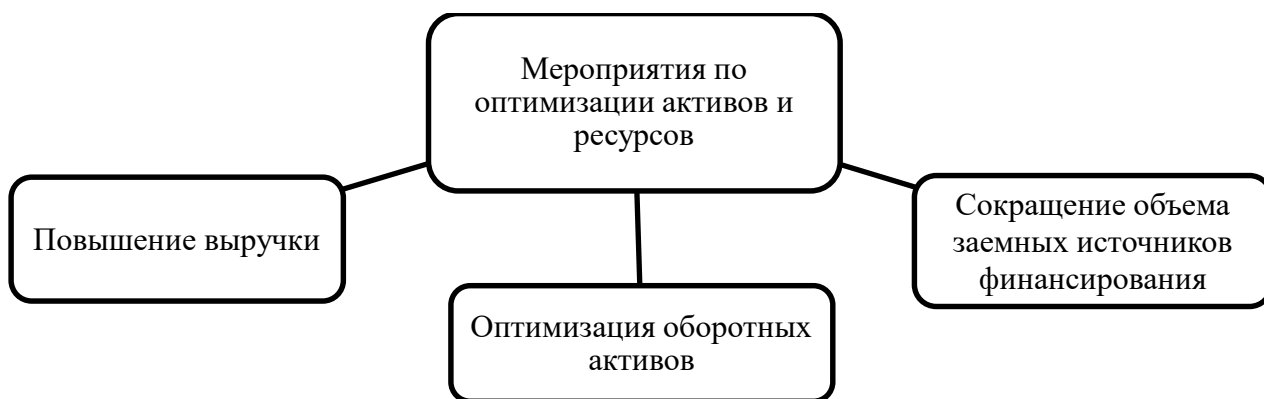 Мероприятия по
оптимизации активов и
ресурсов
Повышение выручки
Сокращение объема
заемных источников
финансирования
Оптимизация оборотных
активов